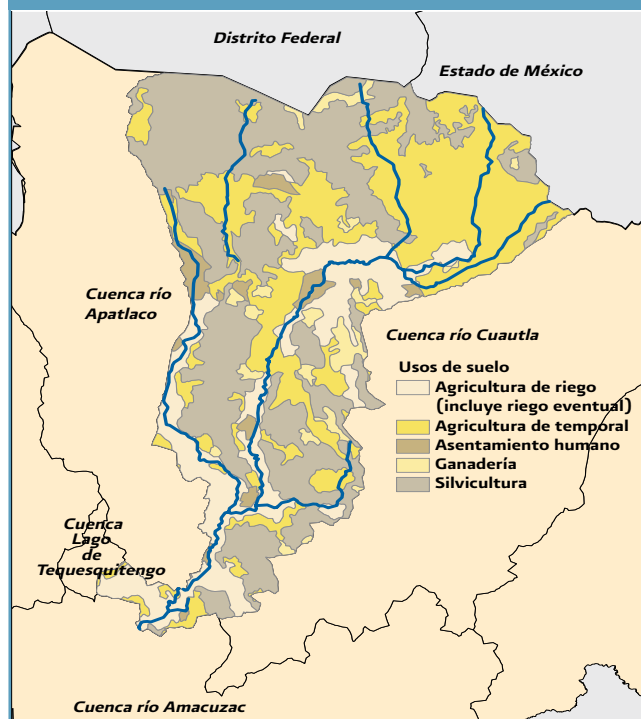 Distrito Federal
Estado de México
Cuenca río
Apatlaco
Cuenca río Cuautla
Usos de suelo
Agricultura de riego
(incluye riego eventual)
Agricultura de temporal
Asentamiento humano
Ganadería
Silvicultura
Cuenca
Lago
de
Tequesquitengo
Cuenca río Amacuzac